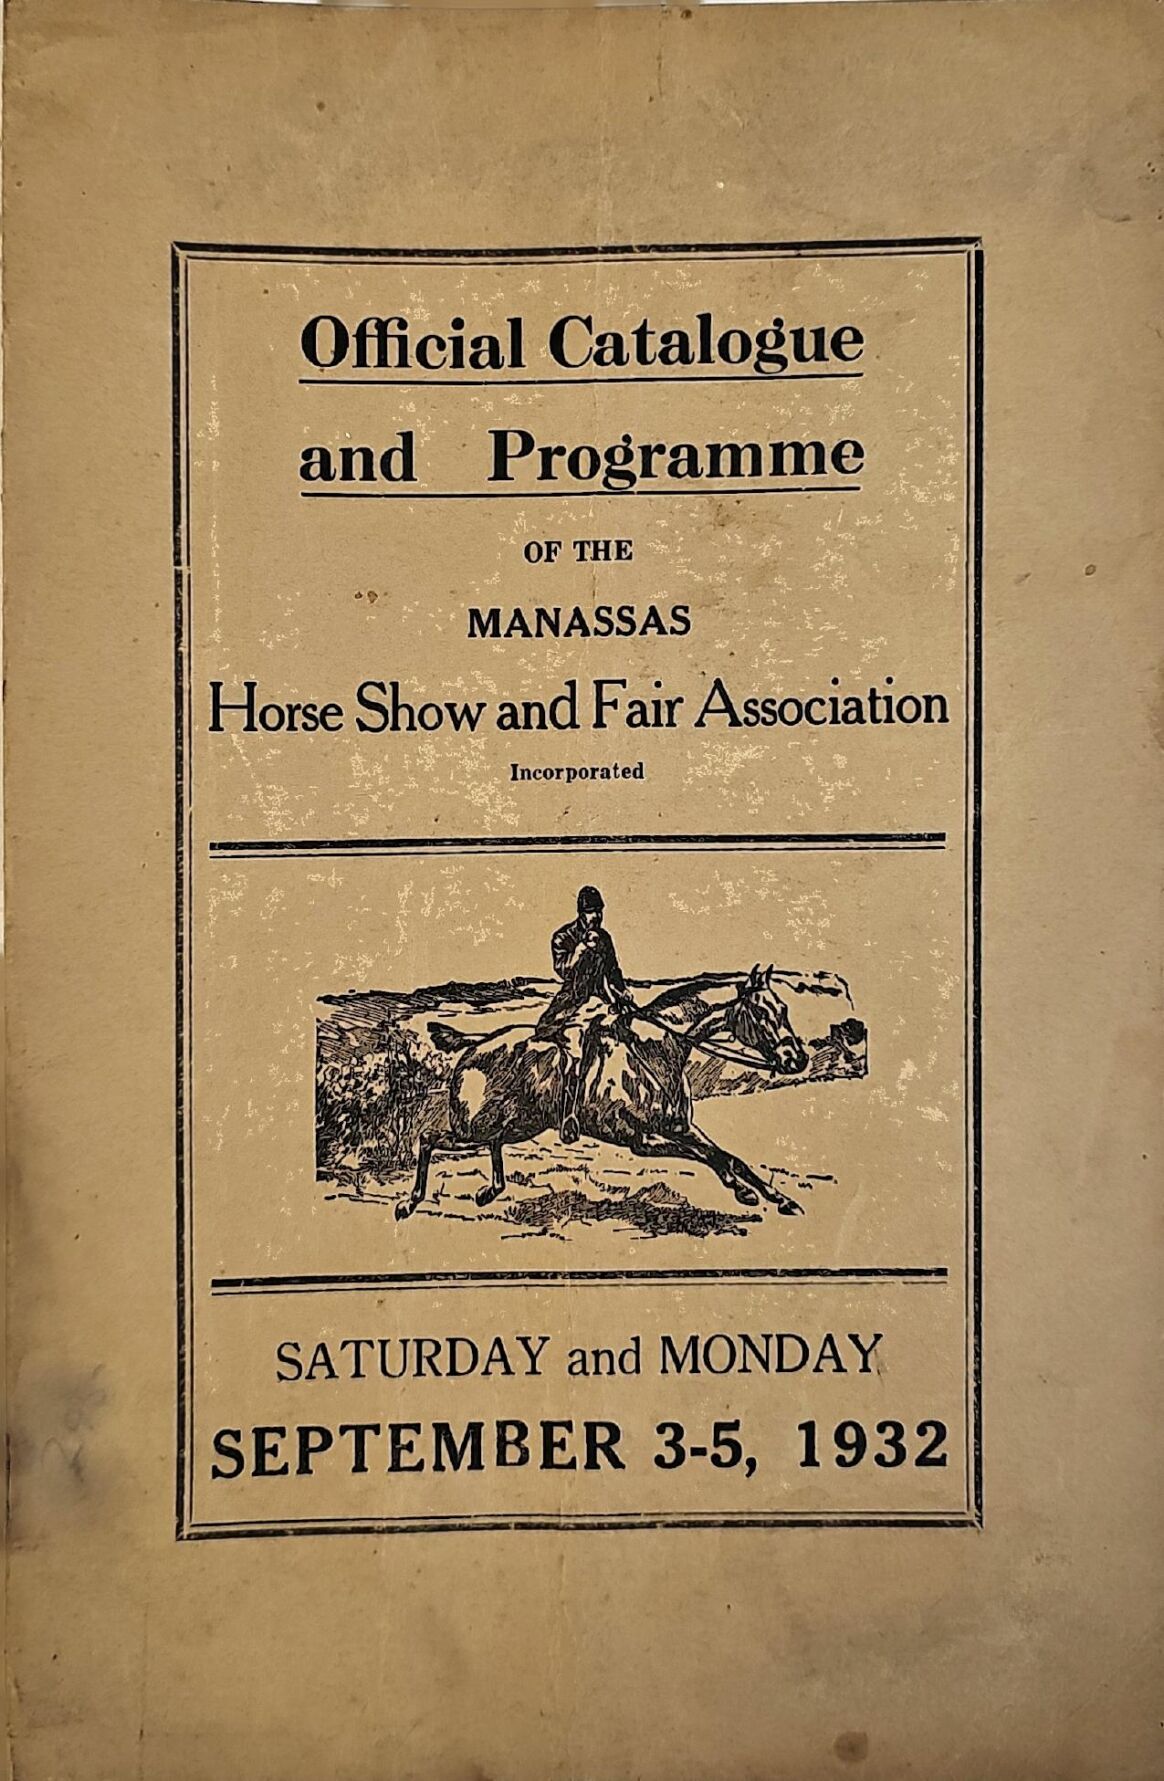 Official Catalogue
and Programme
OF THE
MANASSAS
Horse Show and Fair Association
Incorporated
SATURDAY and MONDAY
SEPTEMBER 3-5, 1932